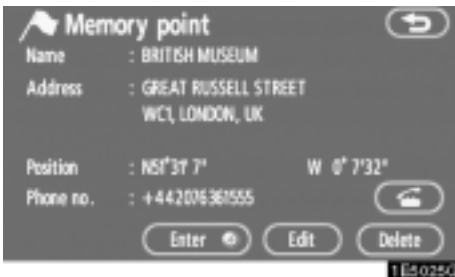 Memory point
Name : BRITISH MUSEUM
Address : GREAT RUSSELL STREET
WC1, LONDON, UK
Position : N51°31' 7" W 0° 7'32"
Phone no. : +442076361555
Enter Edit Delete
1E5025G